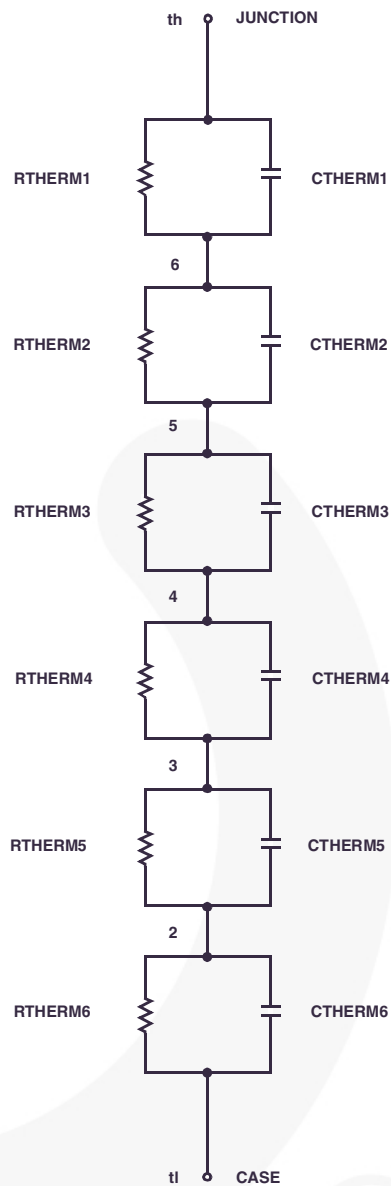 th JUNCTION
RTHERM1 CTHERM1
6
RTHERM2 CTHERM2
5
RTHERM3 CTHERM3
4
RTHERM4 CTHERM4
3
RTHERM5 CTHERM5
2
RTHERM6 CTHERM6
tl CASE